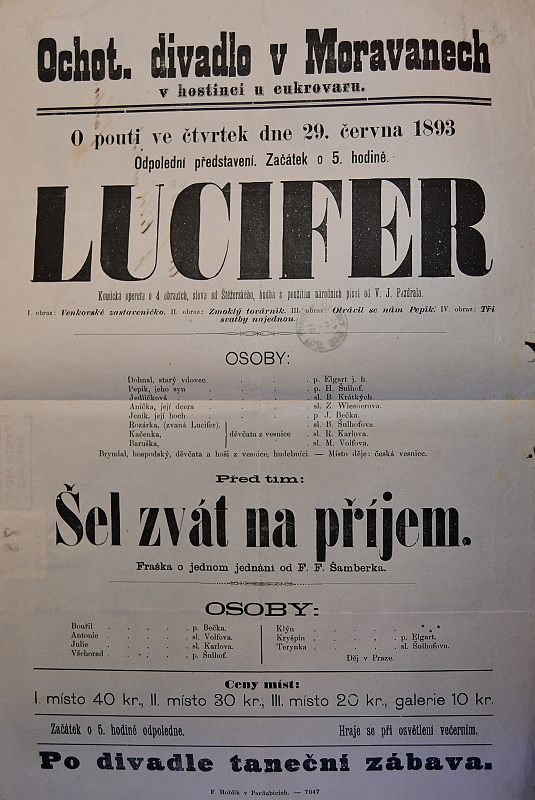 Ochot. divadlo v Moravanech
v hostinci u cukrovaru.
O pouti ve čtvrtek dne 29. června 1893
Odpolední představení. Začátek o 5. hodině.
LUCIFER
Komická opereta o 4 obrazích, slova od Štěžerského, hudba s použitím národních písní od V. J. Pozdrala.
I. obraz: Venkovské zastaveníčko. II. obraz: Zmoklý továrník. III. obraz: Otrávil se nám Pepík. IV. obraz: Tři
svatby najednou.
OSOBY:
Dohnal, starý vdovec . . . . . p. Elgart j. h.
Pepík, jeho syn . . . . . p. H. Šulhof.
Jedličková . . . . . sl. B Krátkých.
Anička, její dcera . . . . . sl. Z. Wiesnerova.
Jeník, její hoch . . . . . p J. Bečka.
Rozárka, (zvaná Lucifer), . . . sl. B. Šulhofova.
Kačenka, děvčata z vesnice . . sl. R. Karlova.
Baruška, . . . sl. M. Volfova.
Bryndal, hospodský, děvčata a hoši z vesnice, hudebníci. — Místo děje: česká vesnice.
Před tím:
Šel zvát na příjem.
Fraška o jednom jednání od F. F. Šamberka.
OSOBY:
Bouřil . . . . . p. Bečka.
Antonie . . . . . sl. Volfova.
Julie . . . . . sl. Karlova.
Všehorad . . . . . p. Šulhof.
Klýn . . . . . * * *
Kryšpín . . . . . p. Elgart.
Terynka . . . . . sl. Šulhofova.
Děj v Praze.
Ceny míst:
I. místo 40 kr., II. místo 30 kr., III. místo 20 kr., galerie 10 kr.
Začátek o 5. hodině odpoledne. Hraje se při osvětlení večerním.
Po divadle taneční zábava.
F. Hoblík v Pardubicích. — 7047